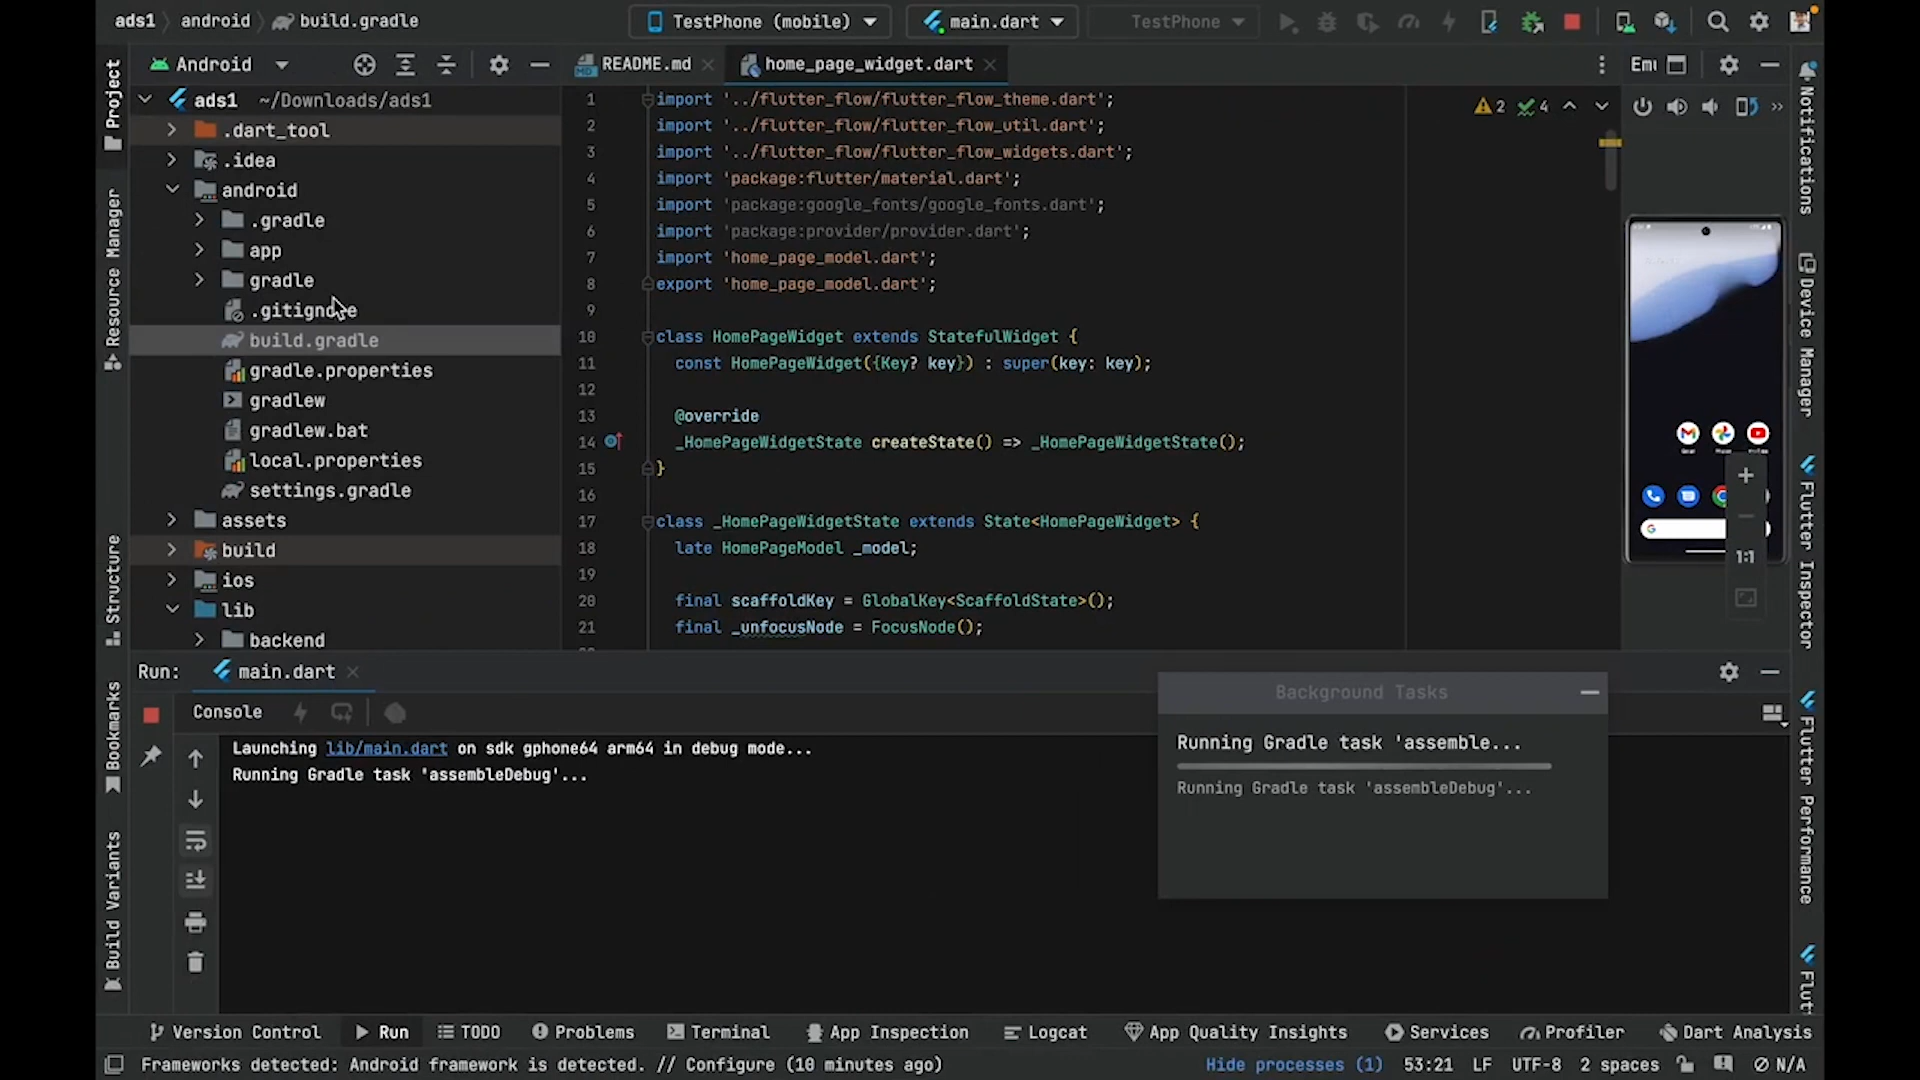 ads1 android build.gradle
TestPhone (mobile) main.dart TestPhone
Android
README.md home_page_widget.dart
Project
Resource Manager
Structure
Bookmarks
Build Variants
ads1 ~/Downloads/ads1
.dart_tool
.idea
android
.gradle
app
gradle
.gitignore
build.gradle
gradle.properties
gradlew
gradlew.bat
local.properties
settings.gradle
assets
build
ios
lib
backend
2 4
1 import '../flutter_flow/flutter_flow_theme.dart';
2 import '../flutter_flow/flutter_flow_util.dart';
3 import '../flutter_flow/flutter_flow_widgets.dart';
4 import 'package:flutter/material.dart';
5 import 'package:google_fonts/google_fonts.dart';
6 import 'package:provider/provider.dart';
7 import 'home_page_model.dart';
8 export 'home_page_model.dart';
9
10 class HomePageWidget extends StatefulWidget {
11 const HomePageWidget({Key? key}) : super(key: key);
12
13 @override
14 _HomePageWidgetState createState() => _HomePageWidgetState();
15 }
16
17 class _HomePageWidgetState extends State<HomePageWidget> {
18 late HomePageModel _model;
19
20 final scaffoldKey = GlobalKey<ScaffoldState>();
21 final _unfocusNode = FocusNode();
Emu
1:1
Notifications
Device Manager
Flutter Inspector
Flutter Performance
Flutt
Run: main.dart
Console
Launching lib/main.dart on sdk gphone64 arm64 in debug mode...
Running Gradle task 'assembleDebug'...
Background Tasks
Running Gradle task 'assemble...
Running Gradle task 'assembleDebug'...
Version Control Run TODO Problems Terminal App Inspection Logcat App Quality Insights Services Profiler Dart Analysis
Frameworks detected: Android framework is detected. // Configure (10 minutes ago) Hide processes (1) 53:21 LF UTF-8 2 spaces N/A